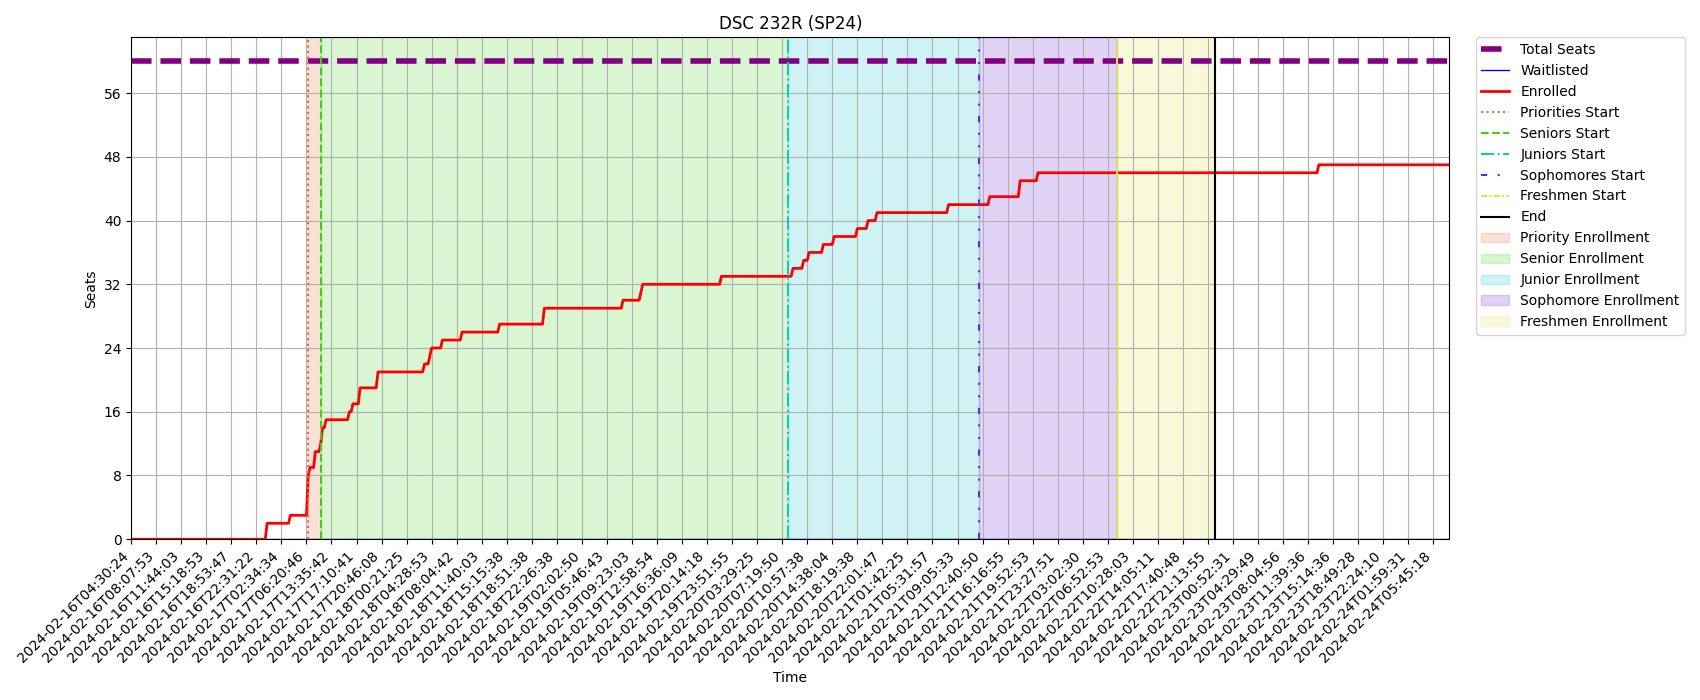 DSC 232R (SP24)
Seats
56
48
40
32
24
16
8
0
2024-02-16T04:30:24
2024-02-16T08:07:53
2024-02-16T11:44:03
2024-02-16T15:18:53
2024-02-16T18:53:47
2024-02-16T22:31:22
2024-02-17T02:34:34
2024-02-17T06:20:46
2024-02-17T13:35:42
2024-02-17T17:10:41
2024-02-17T20:46:08
2024-02-18T00:21:25
2024-02-18T04:28:53
2024-02-18T08:04:42
2024-02-18T11:40:03
2024-02-18T15:15:38
2024-02-18T18:51:38
2024-02-18T22:26:38
2024-02-19T02:02:50
2024-02-19T05:46:43
2024-02-19T09:23:03
2024-02-19T12:58:54
2024-02-19T16:36:09
2024-02-19T20:14:18
2024-02-19T23:51:55
2024-02-20T03:29:25
2024-02-20T07:19:50
2024-02-20T10:57:38
2024-02-20T14:38:04
2024-02-20T18:19:38
2024-02-20T22:01:47
2024-02-21T01:42:25
2024-02-21T05:31:57
2024-02-21T09:05:33
2024-02-21T12:40:50
2024-02-21T16:16:55
2024-02-21T19:52:53
2024-02-21T23:27:51
2024-02-22T03:02:30
2024-02-22T06:52:53
2024-02-22T10:28:03
2024-02-22T14:05:11
2024-02-22T17:40:48
2024-02-22T21:13:55
2024-02-23T00:52:31
2024-02-23T04:29:49
2024-02-23T08:04:56
2024-02-23T11:39:36
2024-02-23T15:14:36
2024-02-23T18:49:28
2024-02-23T22:24:10
2024-02-24T01:59:31
2024-02-24T05:45:18
Time
Total Seats
Waitlisted
Enrolled
Priorities Start
Seniors Start
Juniors Start
Sophomores Start
Freshmen Start
End
Priority Enrollment
Senior Enrollment
Junior Enrollment
Sophomore Enrollment
Freshmen Enrollment